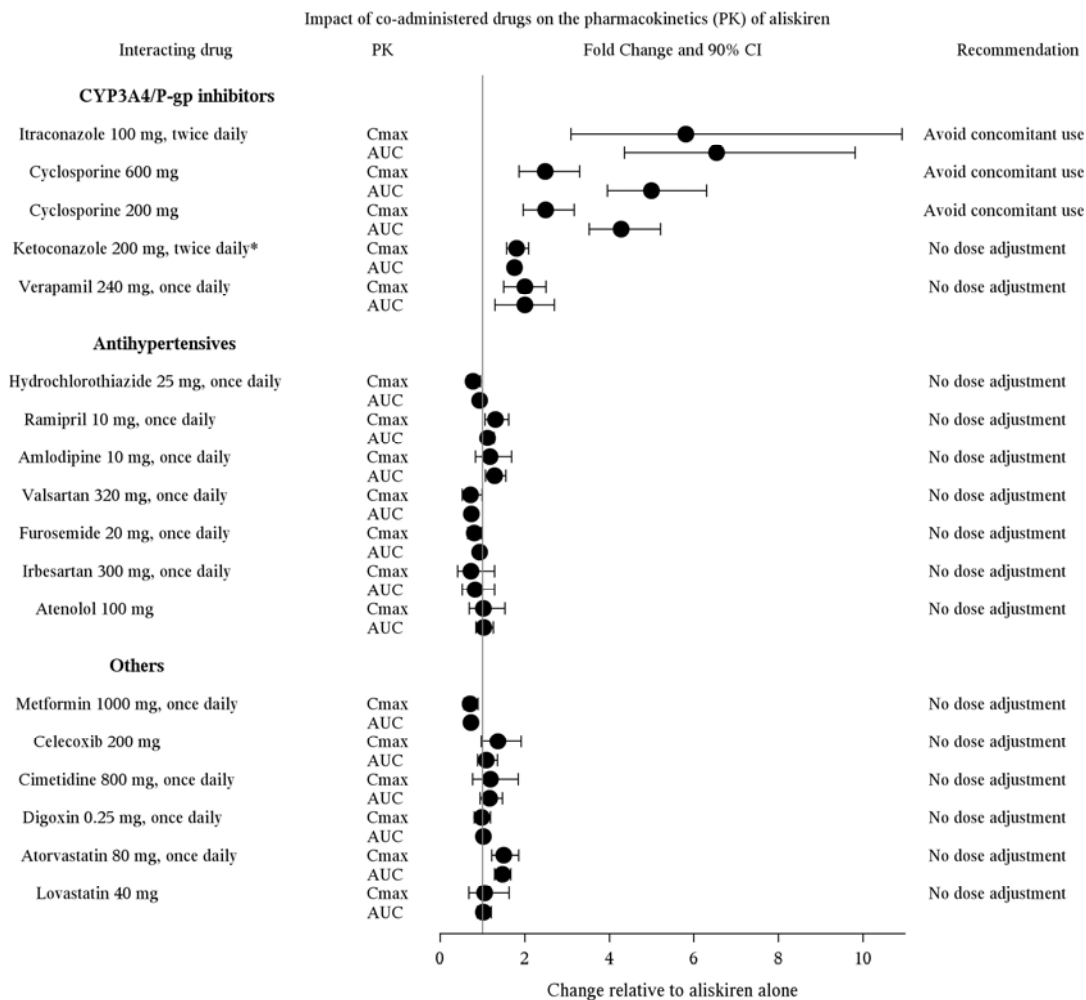 Impact of co-administered drugs on the pharmacokinetics (PK) of aliskiren
Interacting drug PK Fold Change and 90% CI Recommendation
CYP3A4/P-gp inhibitors
Itraconazole 100 mg, twice daily Cmax Avoid concomitant use
AUC
Cyclosporine 600 mg Cmax Avoid concomitant use
AUC
Cyclosporine 200 mg Cmax Avoid concomitant use
AUC
Ketoconazole 200 mg, twice daily* Cmax No dose adjustment
AUC
Verapamil 240 mg, once daily Cmax No dose adjustment
AUC
Antihypertensives
Hydrochlorothiazide 25 mg, once daily Cmax No dose adjustment
AUC
Ramipril 10 mg, once daily Cmax No dose adjustment
AUC
Amlodipine 10 mg, once daily Cmax No dose adjustment
AUC
Valsartan 320 mg, once daily Cmax No dose adjustment
AUC
Furosemide 20 mg, once daily Cmax No dose adjustment
AUC
Irbesartan 300 mg, once daily Cmax No dose adjustment
AUC
Atenolol 100 mg Cmax No dose adjustment
AUC
Others
Metformin 1000 mg, once daily Cmax No dose adjustment
AUC
Celecoxib 200 mg Cmax No dose adjustment
AUC
Cimetidine 800 mg, once daily Cmax No dose adjustment
AUC
Digoxin 0.25 mg, once daily Cmax No dose adjustment
AUC
Atorvastatin 80 mg, once daily Cmax No dose adjustment
AUC
Lovastatin 40 mg Cmax No dose adjustment
AUC
0 2 4 6 8 10
Change relative to aliskiren alone